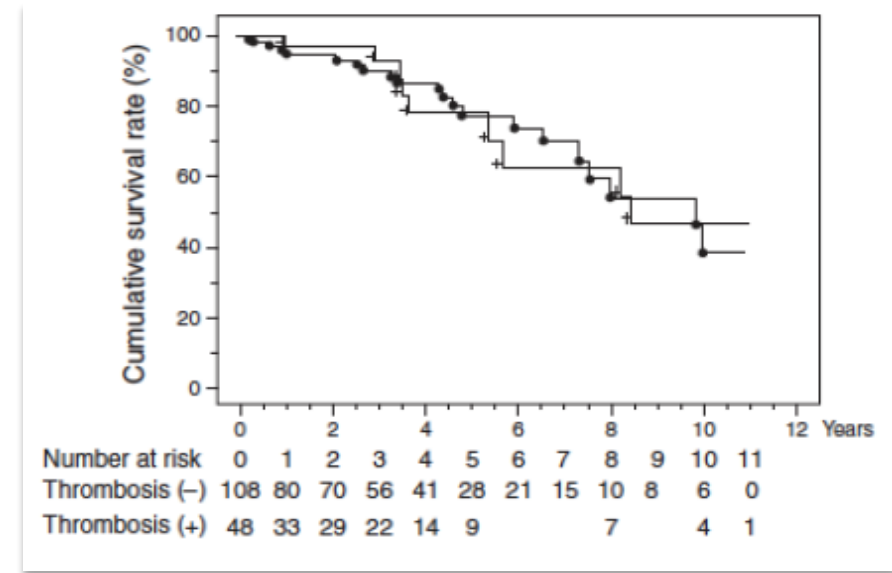 Cumulative survival rate (%)
100
80
60
40
20
0
0 2 4 6 8 10 12 Years
Number at risk 0 1 2 3 4 5 6 7 8 9 10 11
Thrombosis (–) 108 80 70 56 41 28 21 15 10 8 6 0
Thrombosis (+) 48 33 29 22 14 9 7 4 1